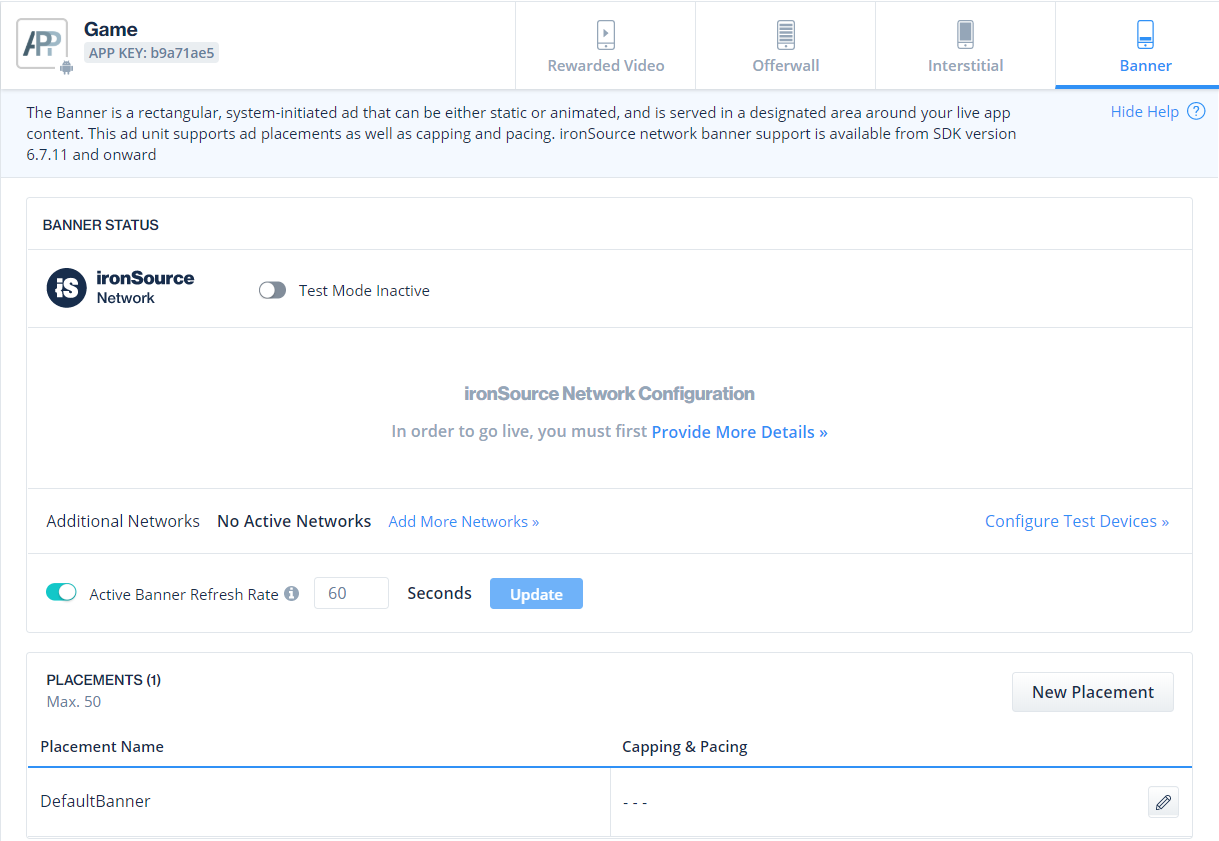 APP
Game
APP KEY: b9a71ae5
Rewarded Video
Offerwall
Interstitial
Banner
The Banner is a rectangular, system-initiated ad that can be either static or animated, and is served in a designated area around your live app
content. This ad unit supports ad placements as well as capping and pacing. ironSource network banner support is available from SDK version
6.7.11 and onward
Hide Help ?
BANNER STATUS
iS
ironSource
Network
Test Mode Inactive
ironSource Network Configuration
In order to go live, you must first Provide More Details »
Additional Networks No Active Networks Add More Networks » Configure Test Devices »
Active Banner Refresh Rate i 60 Seconds Update
PLACEMENTS (1)
Max. 50
New Placement
Placement Name Capping & Pacing
DefaultBanner - - -